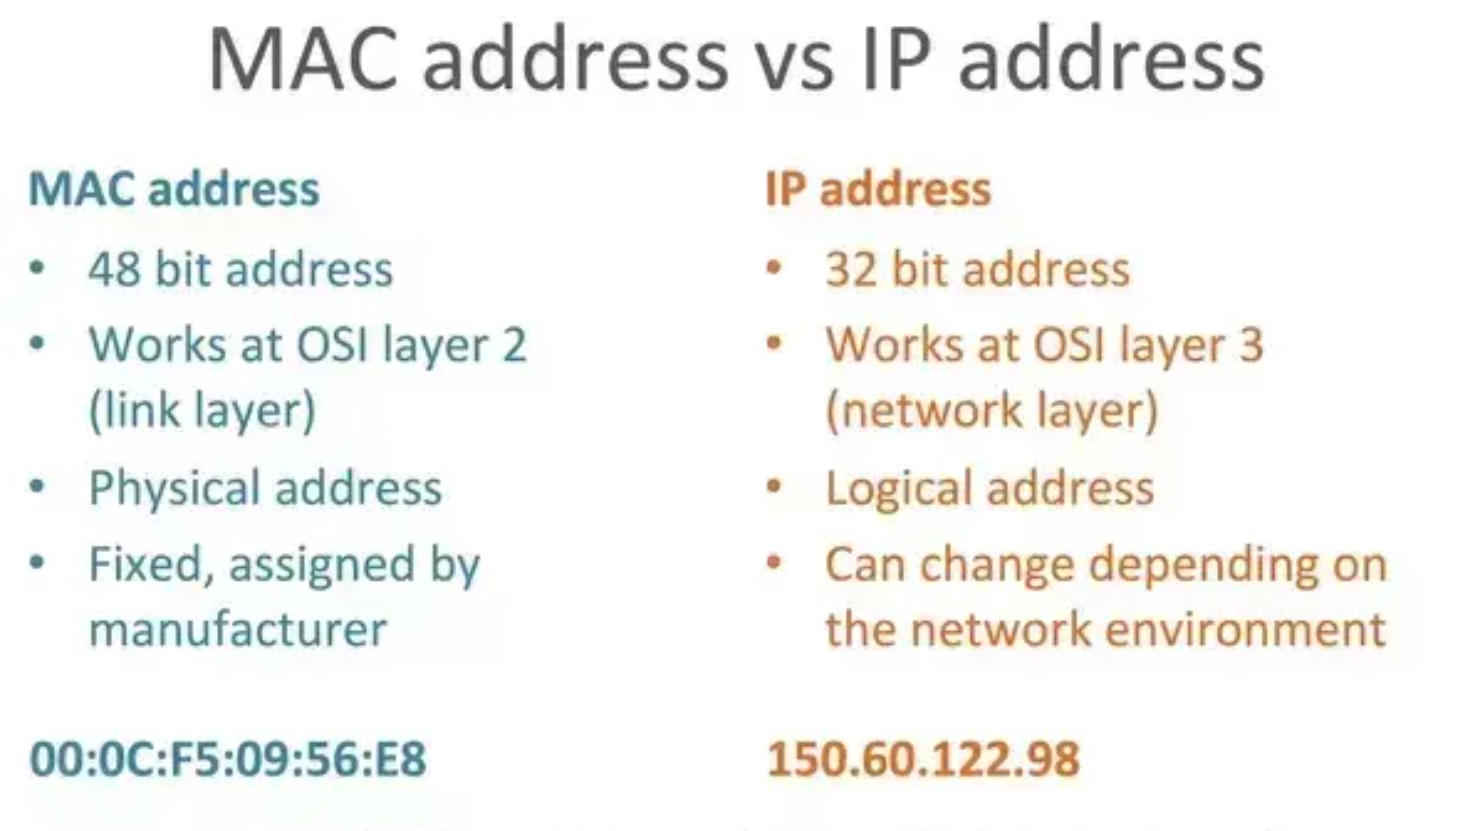 MAC address vs IP address
MAC address
• 48 bit address
• Works at OSI layer 2
(link layer)
• Physical address
• Fixed, assigned by
manufacturer
00:0C:F5:09:56:E8
IP address
• 32 bit address
• Works at OSI layer 3
(network layer)
• Logical address
• Can change depending on
the network environment
150.60.122.98